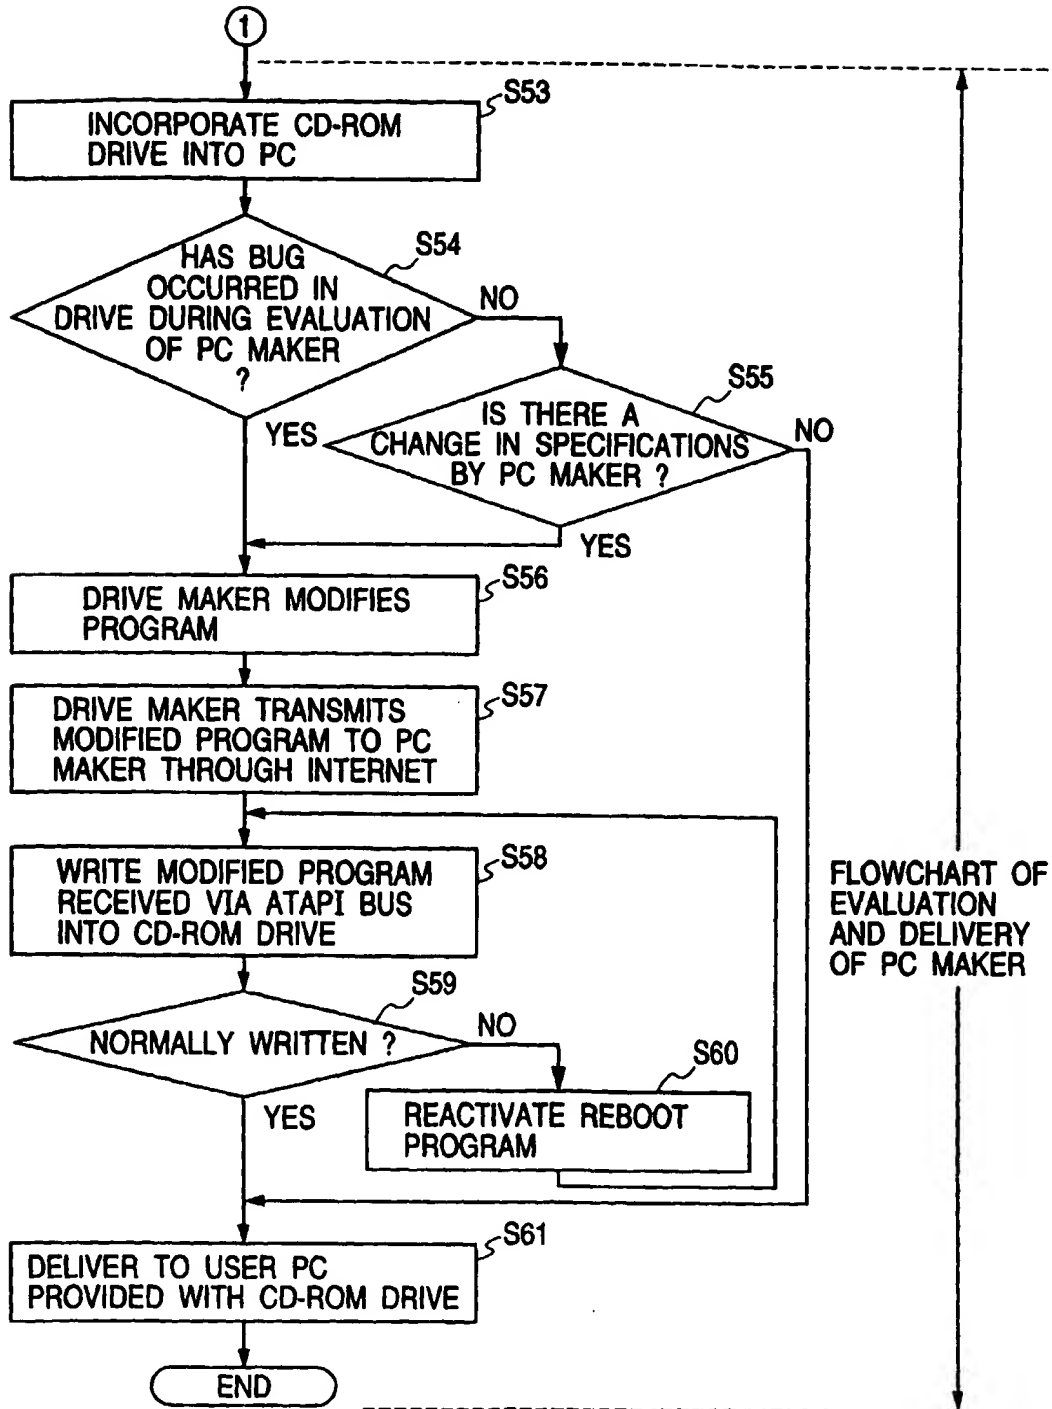 1
S53
INCORPORATE CD-ROM
DRIVE INTO PC
S54
HAS BUG
OCCURRED IN
DRIVE DURING EVALUATION
OF PC MAKER
?
NO
YES
S55
IS THERE A
CHANGE IN SPECIFICATIONS
BY PC MAKER ?
NO
YES
S56
DRIVE MAKER MODIFIES
PROGRAM
S57
DRIVE MAKER TRANSMITS
MODIFIED PROGRAM TO PC
MAKER THROUGH INTERNET
S58
WRITE MODIFIED PROGRAM
RECEIVED VIA ATAPI BUS
INTO CD-ROM DRIVE
FLOWCHART OF
EVALUATION
AND DELIVERY
OF PC MAKER
S59
NORMALLY WRITTEN ?
NO
YES
S60
REACTIVATE REBOOT
PROGRAM
S61
DELIVER TO USER PC
PROVIDED WITH CD-ROM DRIVE
END